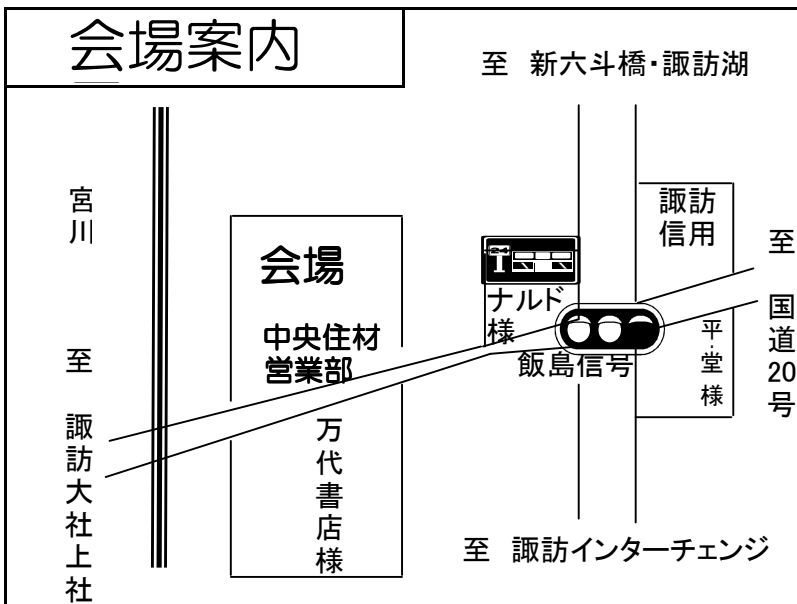 会場案内
至 新六斗橋・諏訪湖
宮川
諏訪
信用
会場
至 国道20号
24
ナルド
様
中央住材
営業部
平堂様
飯島信号
至 諏訪大社上社
万代書店様
至 諏訪インターチェンジ